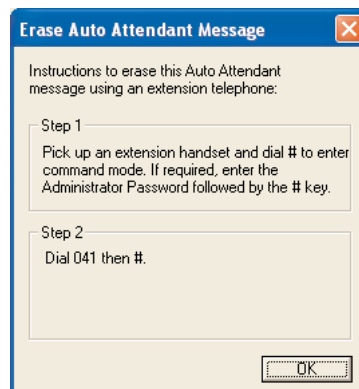 Erase Auto Attendant Message
Instructions to erase this Auto Attendant
message using an extension telephone:
Step 1
Pick up an extension handset and dial # to enter
command mode. If required, enter the
Administrator Password followed by the # key.
Step 2
Dial 041 then #.
OK